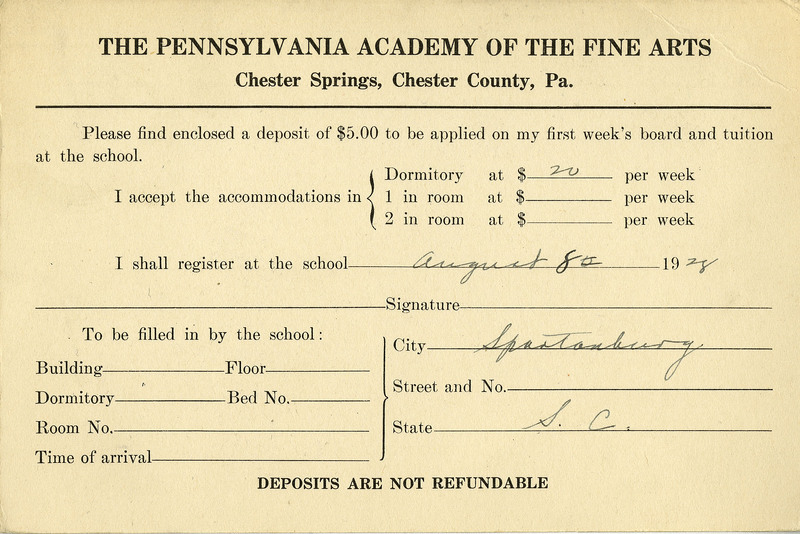 THE PENNSYLVANIA ACADEMY OF THE FINE ARTS
Chester Springs, Chester County, Pa.
Please find enclosed a deposit of $5.00 to be applied on my first week's board and tuition
at the school.
I accept the accommodations in
Dormitory at $ 20 per week
1 in room at $ per week
2 in room at $ per week
I shall register at the school August 8 1928
Signature
To be filled in by the school:
Building Floor
Dormitory Bed No.
Room No.
Time of arrival
City Spartanburg
Street and No.
State S. C.
DEPOSITS ARE NOT REFUNDABLE